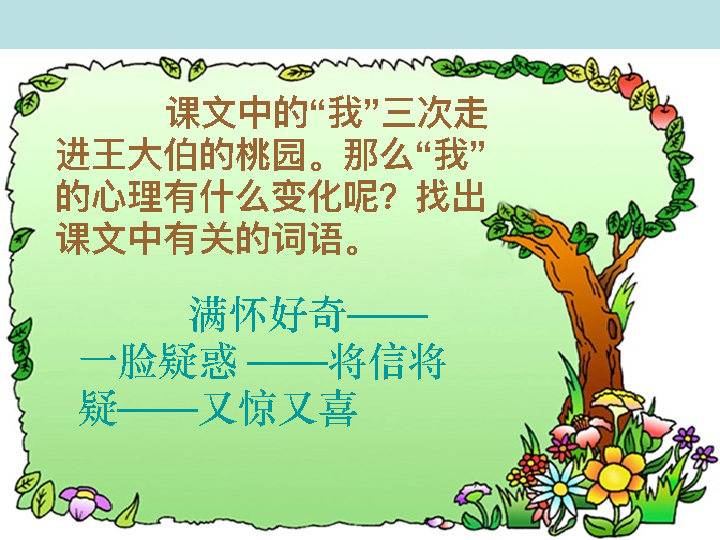 课文中的“我”三次走
进王大伯的桃园。那么“我”
的心理有什么变化呢？找出
课文中有关的词语。
满怀好奇——
一脸疑惑 ——将信将
疑——又惊又喜